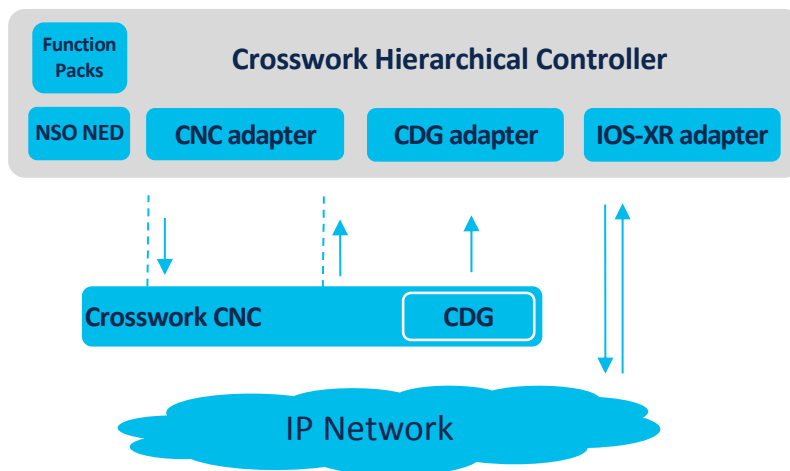 Function
Packs
Crosswork Hierarchical Controller
NSO NED
CNC adapter
CDG adapter
IOS-XR adapter
Crosswork CNC
CDG
IP Network